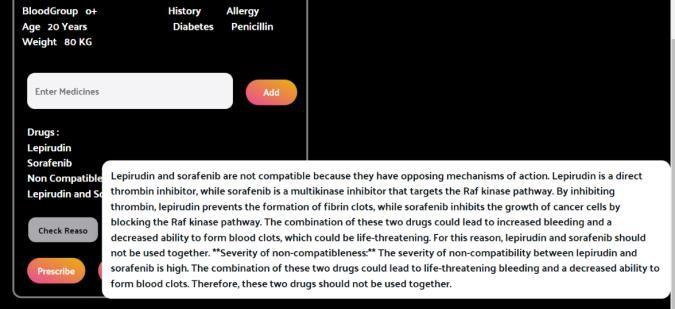 BloodGroup o+ History Allergy
Age 20 Years Diabetes Penicillin
Weight 80 KG
Enter Medicines
Add
Drugs :
Lepirudin
Sorafenib
Non Compatible
Lepirudin and So
Lepirudin and sorafenib are not compatible because they have opposing mechanisms of action. Lepirudin is a direct
thrombin inhibitor, while sorafenib is a multikinase inhibitor that targets the Raf kinase pathway. By inhibiting
thrombin, lepirudin prevents the formation of fibrin clots, while sorafenib inhibits the growth of cancer cells by
blocking the Raf kinase pathway. The combination of these two drugs could lead to increased bleeding and a
decreased ability to form blood clots, which could be life-threatening. For this reason, lepirudin and sorafenib should
not be used together. **Severity of non-compatibleness:** The severity of non-compatibility between lepirudin and
sorafenib is high. The combination of these two drugs could lead to life-threatening bleeding and a decreased ability to
form blood clots. Therefore, these two drugs should not be used together.
Check Reaso
Prescribe